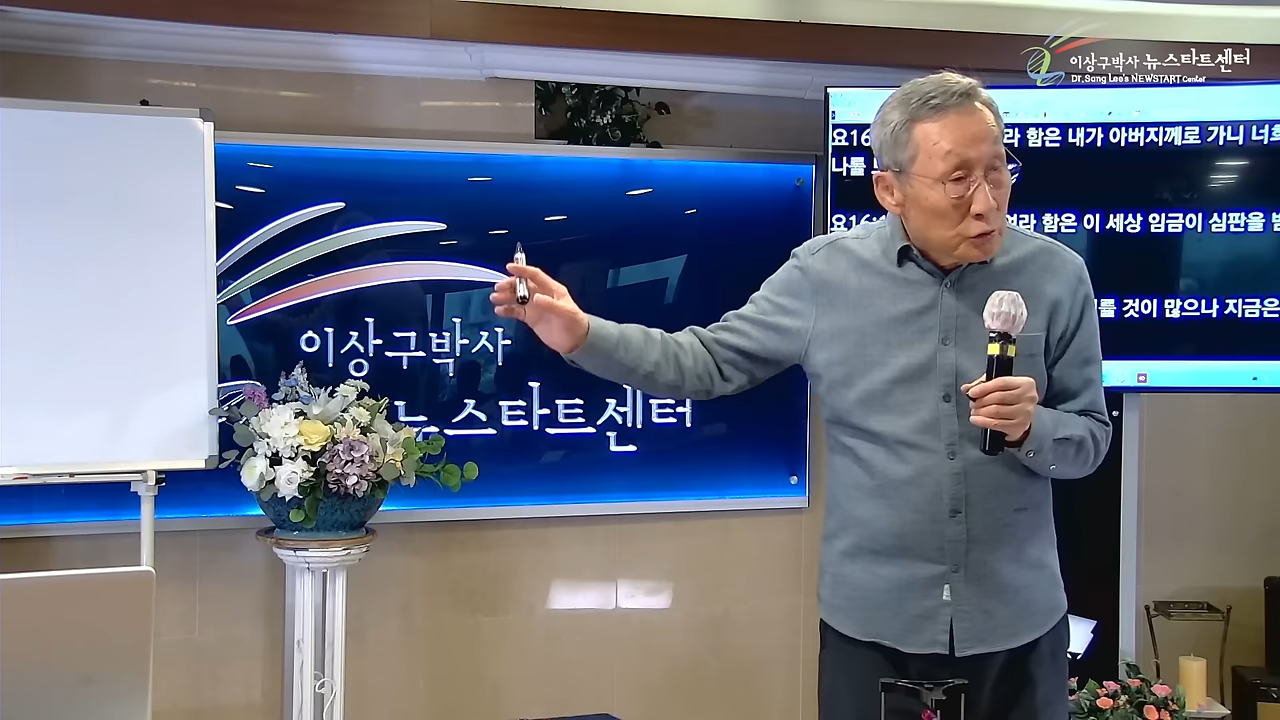 이상구박사 뉴스타트센터
Dr.Sang Lee's NEWSTART Center
요16 라 함은 내가 아버지께로 가니 너희
나를
요16: 라 함은 이 세상 임금이 심판을 받
를 것이 많으나 지금은
이상구박사
뉴스타트센터